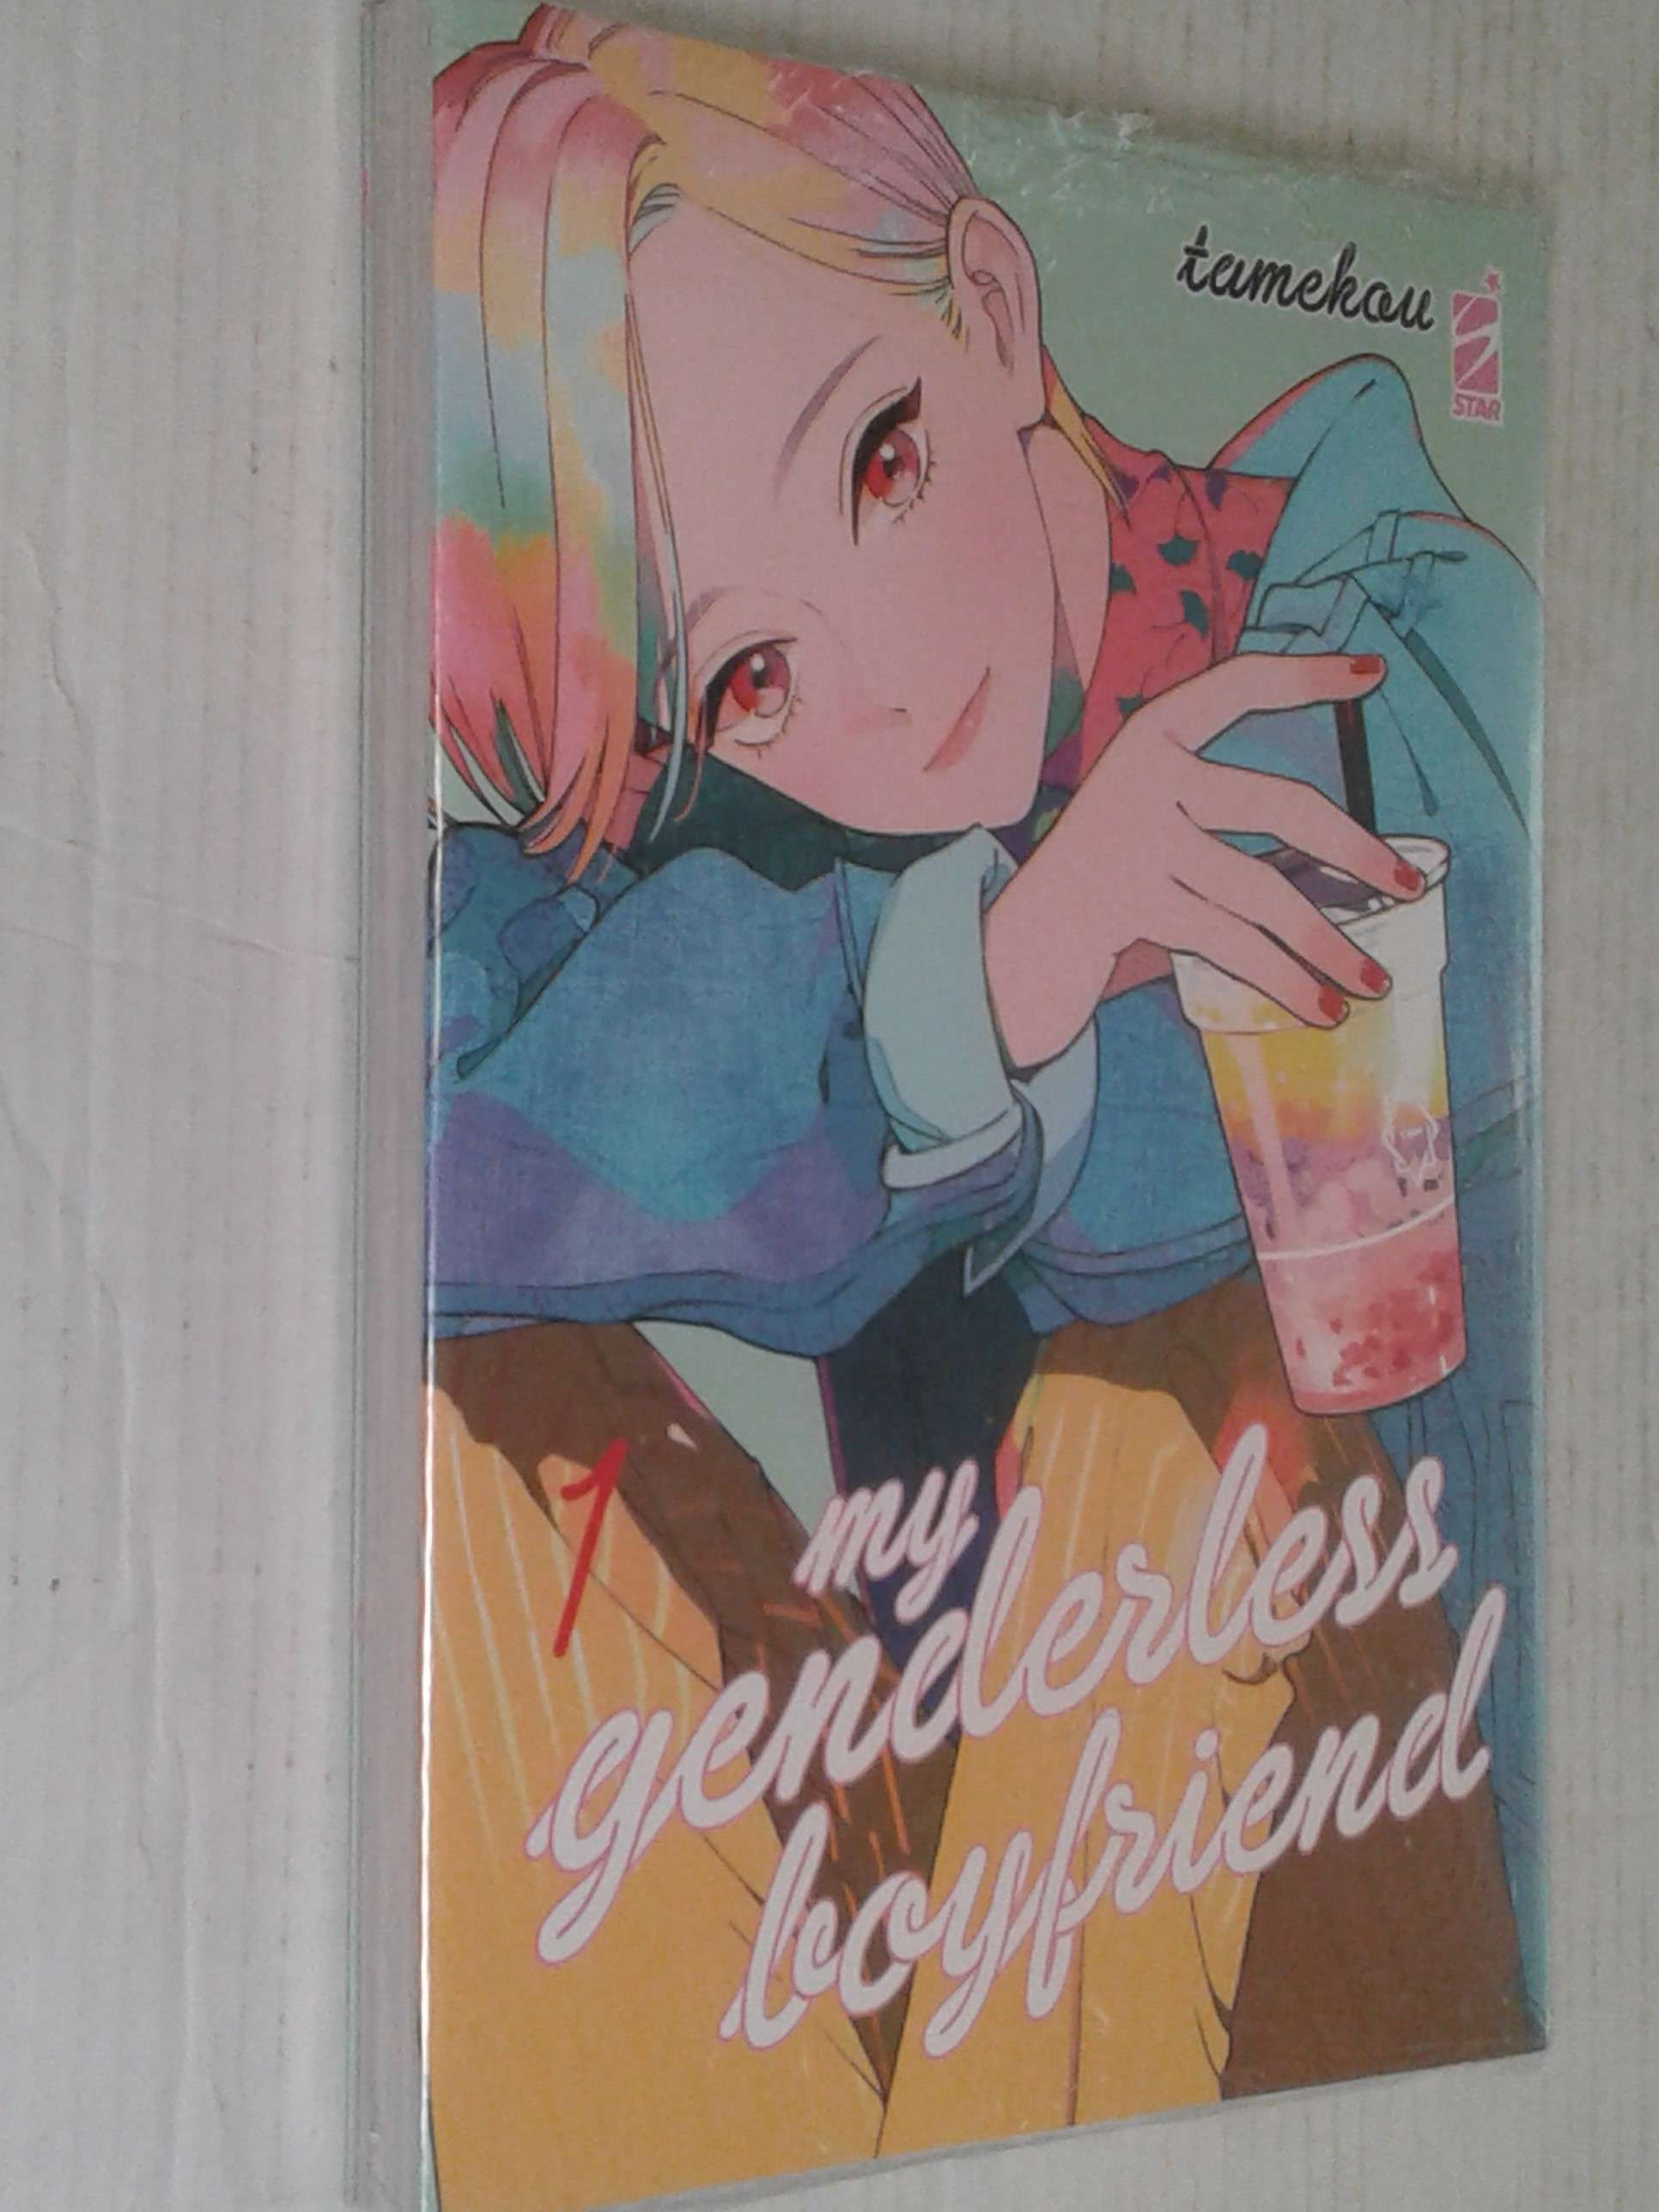 tamekou
STAR
1
my
genderless
boyfriend